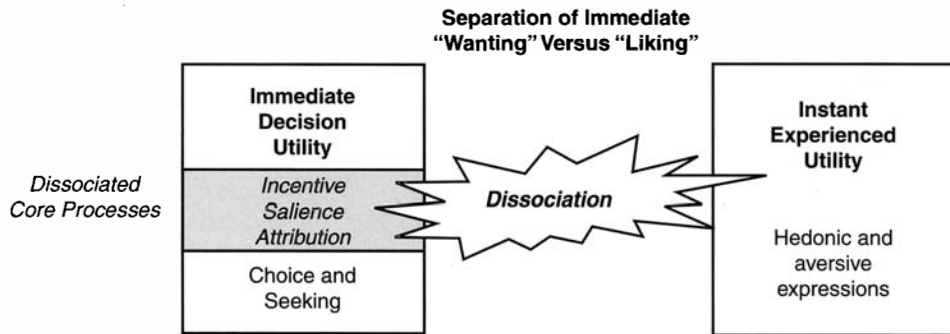 Separation of Immediate
“Wanting” Versus “Liking”
Immediate
Decision
Utility
Instant
Experienced
Utility
Dissociated
Core Processes
Incentive
Salience
Attribution
Dissociation
Choice and
Seeking
Hedonic and
aversive
expressions